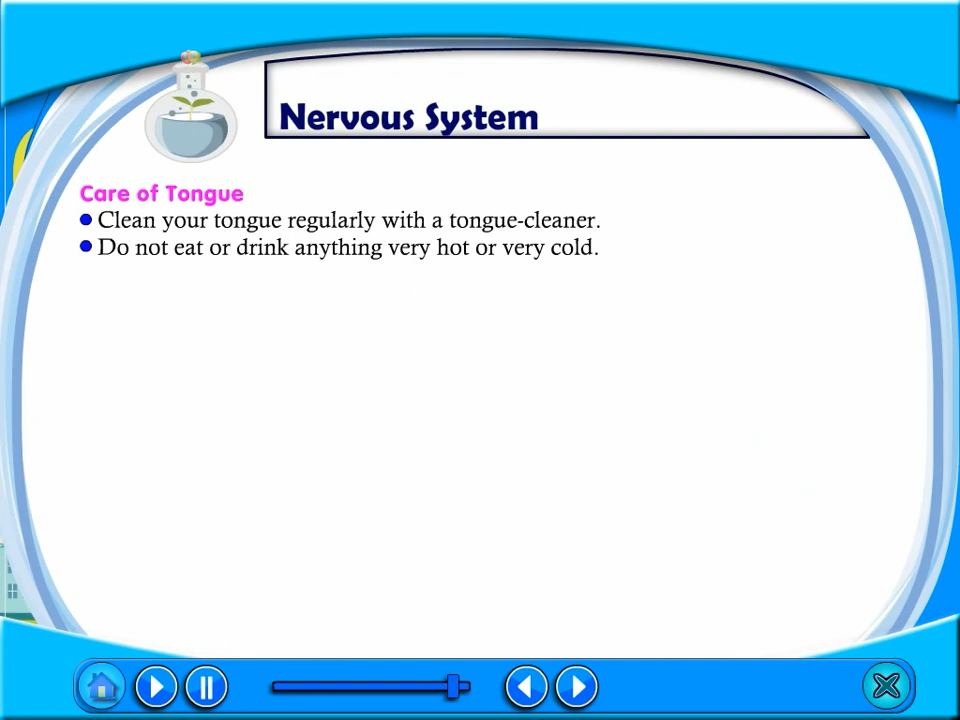 Nervous System
Care of Tongue
Clean your tongue regularly with a tongue-cleaner.
Do not eat or drink anything very hot or very cold.